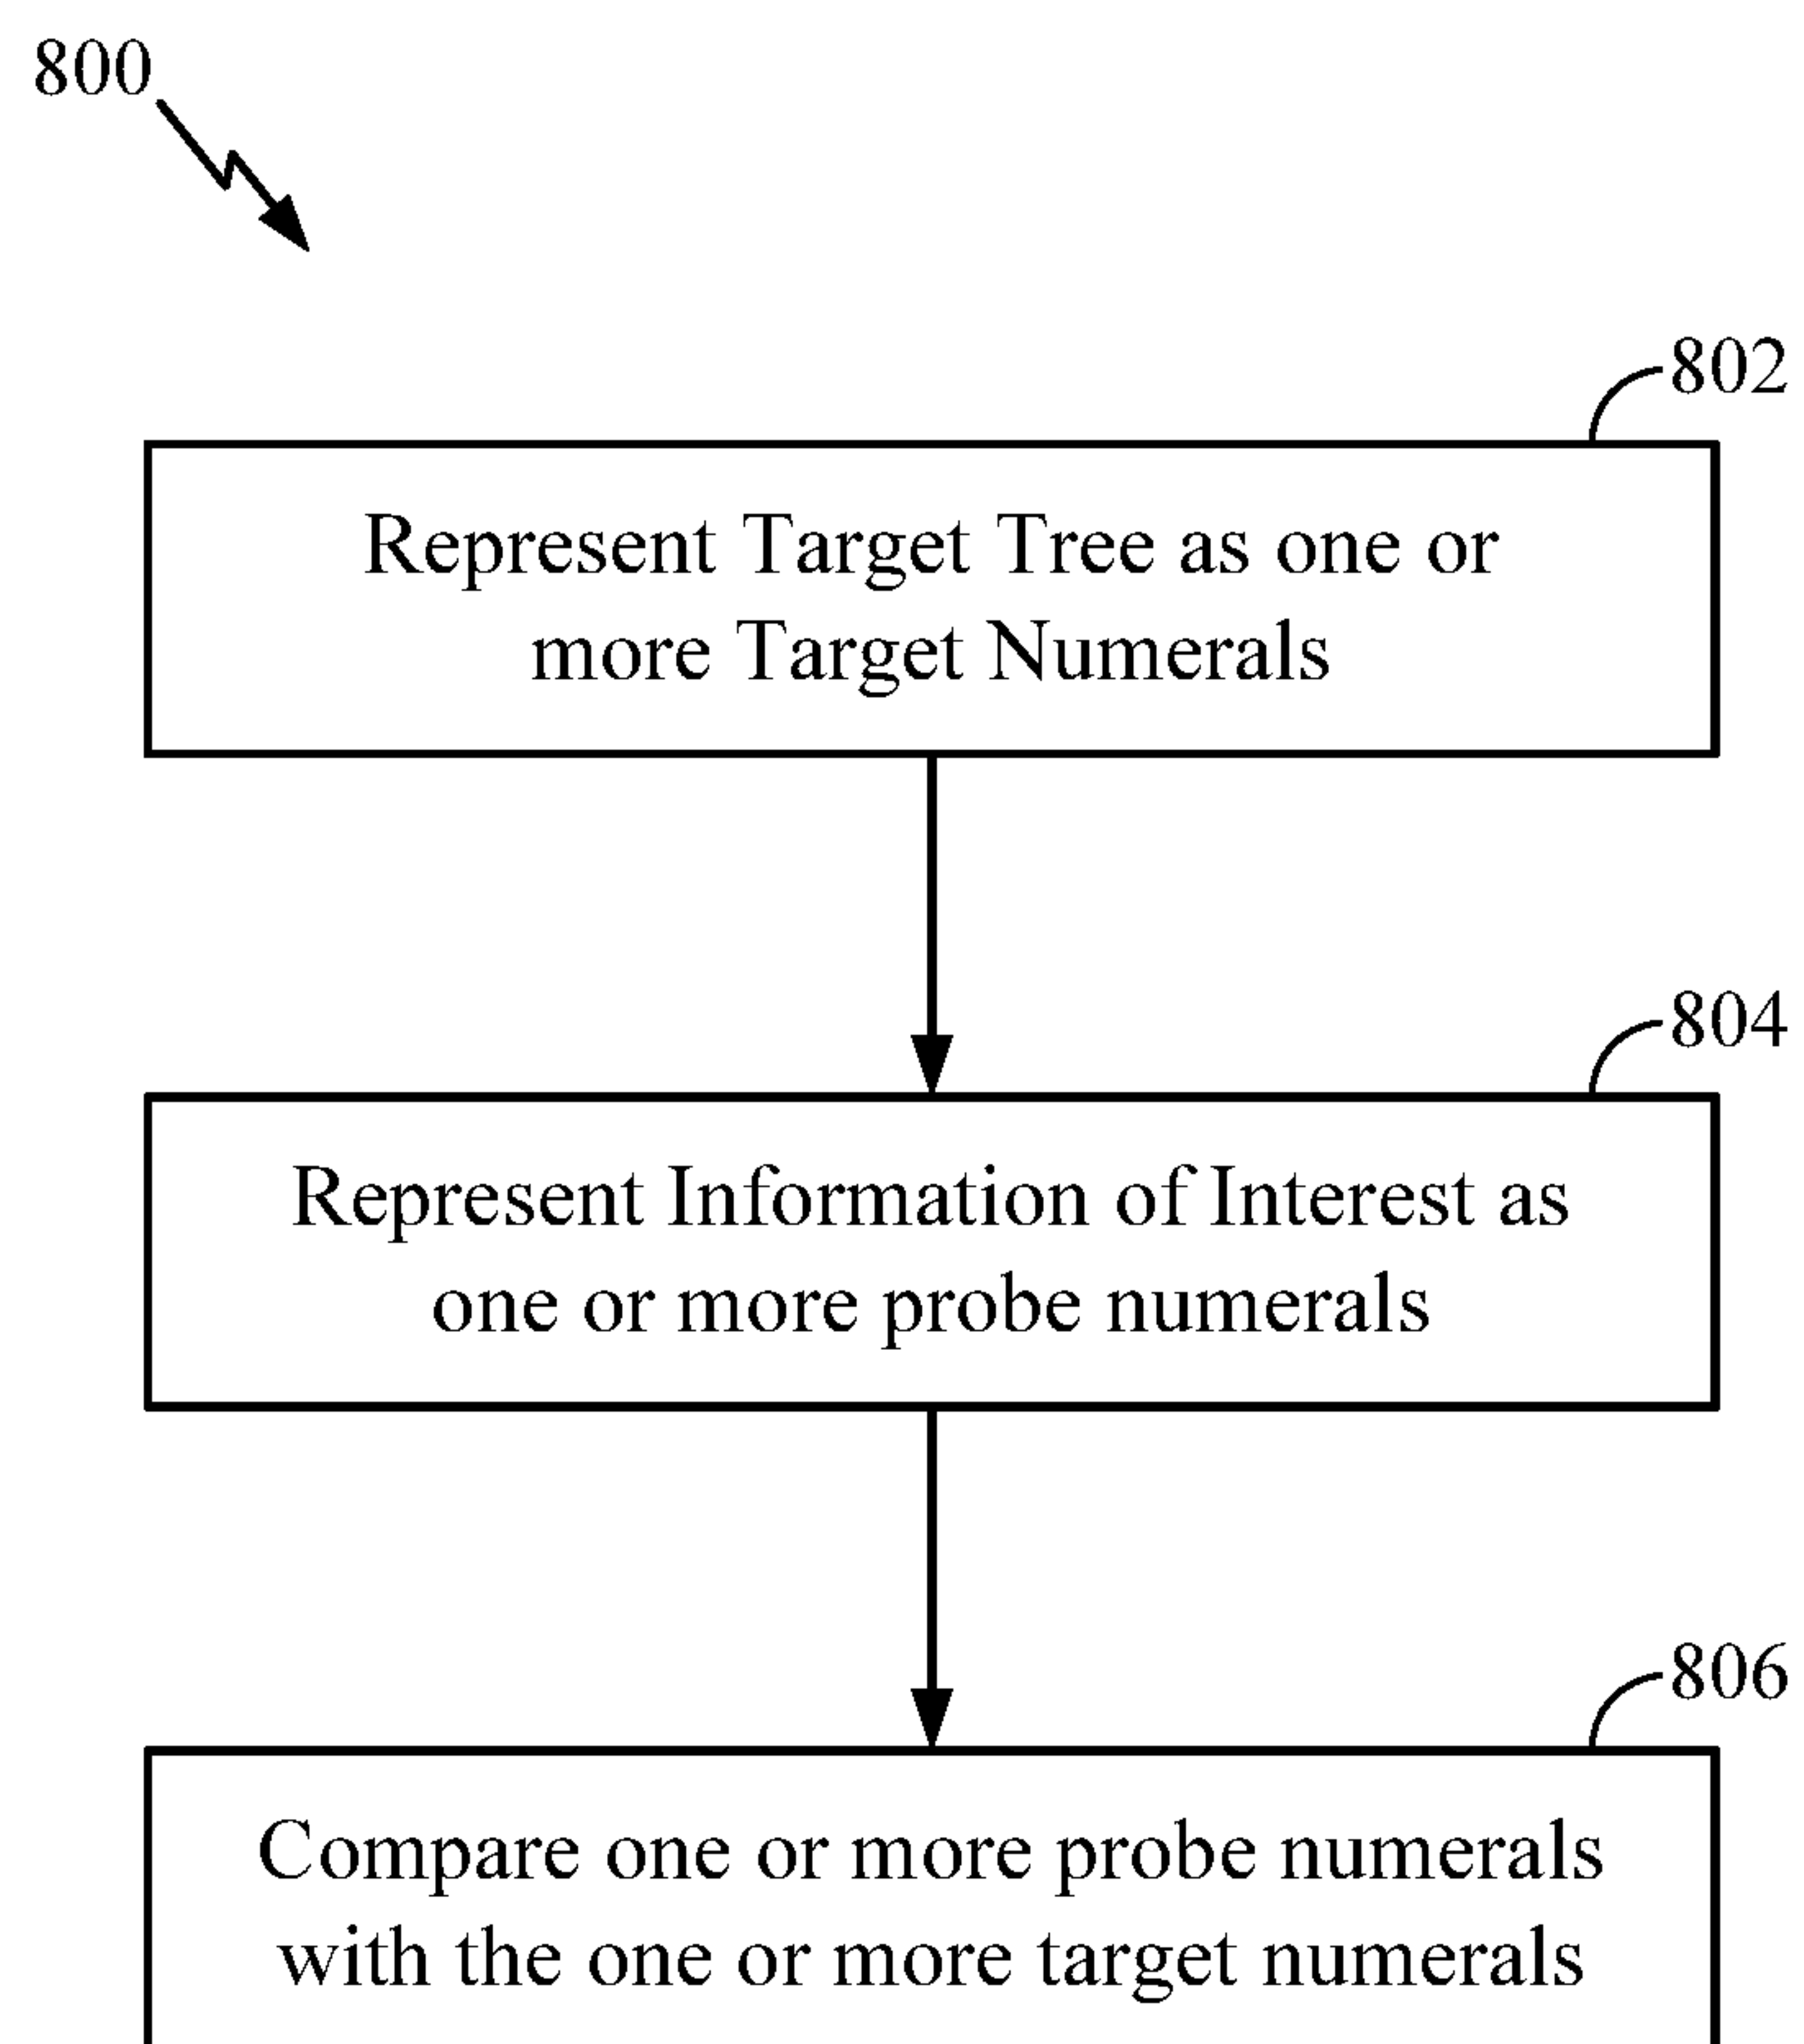 800
802
Represent Target Tree as one or
more Target Numerals
804
Represent Information of Interest as
one or more probe numerals
806
Compare one or more probe numerals
with the one or more target numerals